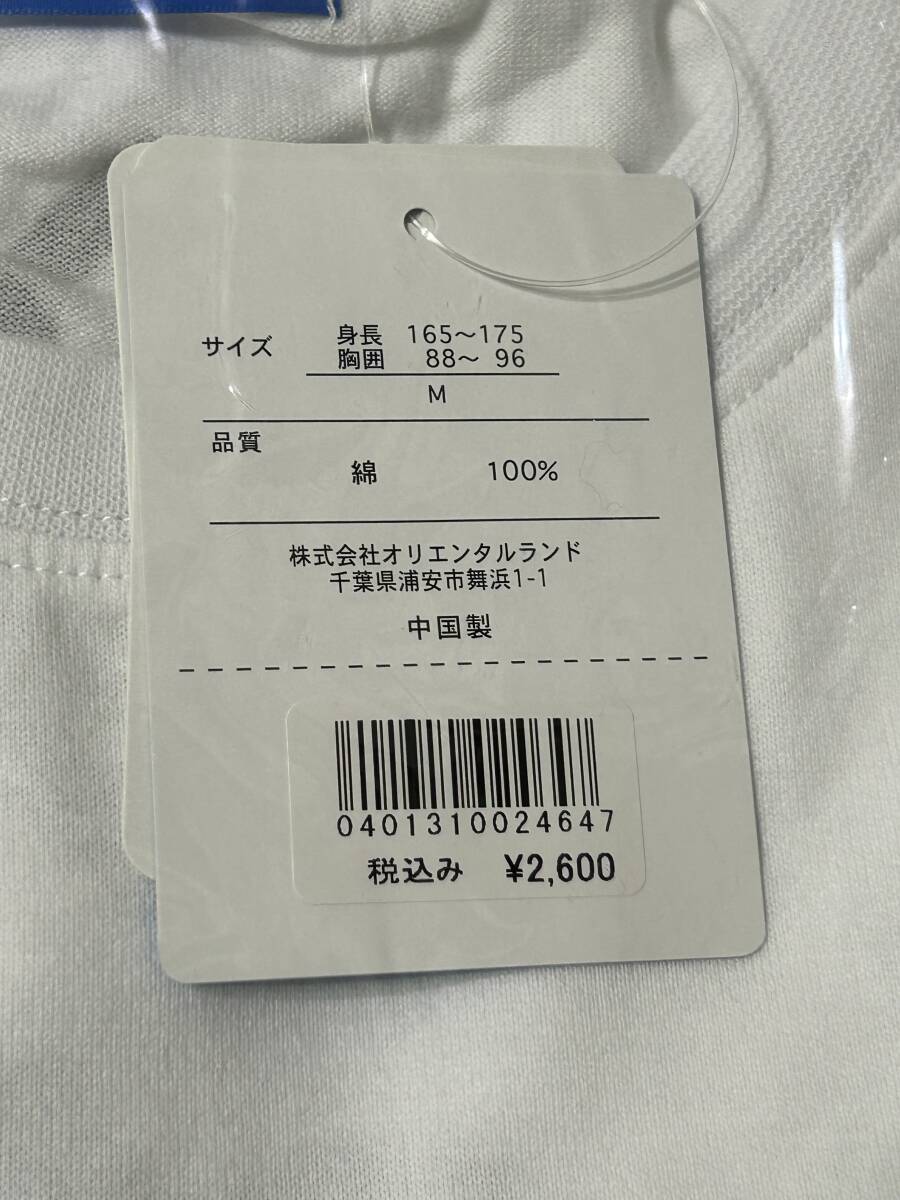 サイズ 身長 165～175
胸囲 88～ 96
M
品質
綿 100%
株式会社オリエンタルランド
千葉県浦安市舞浜1-1
中国製
0401310024647
税込み ¥2,600